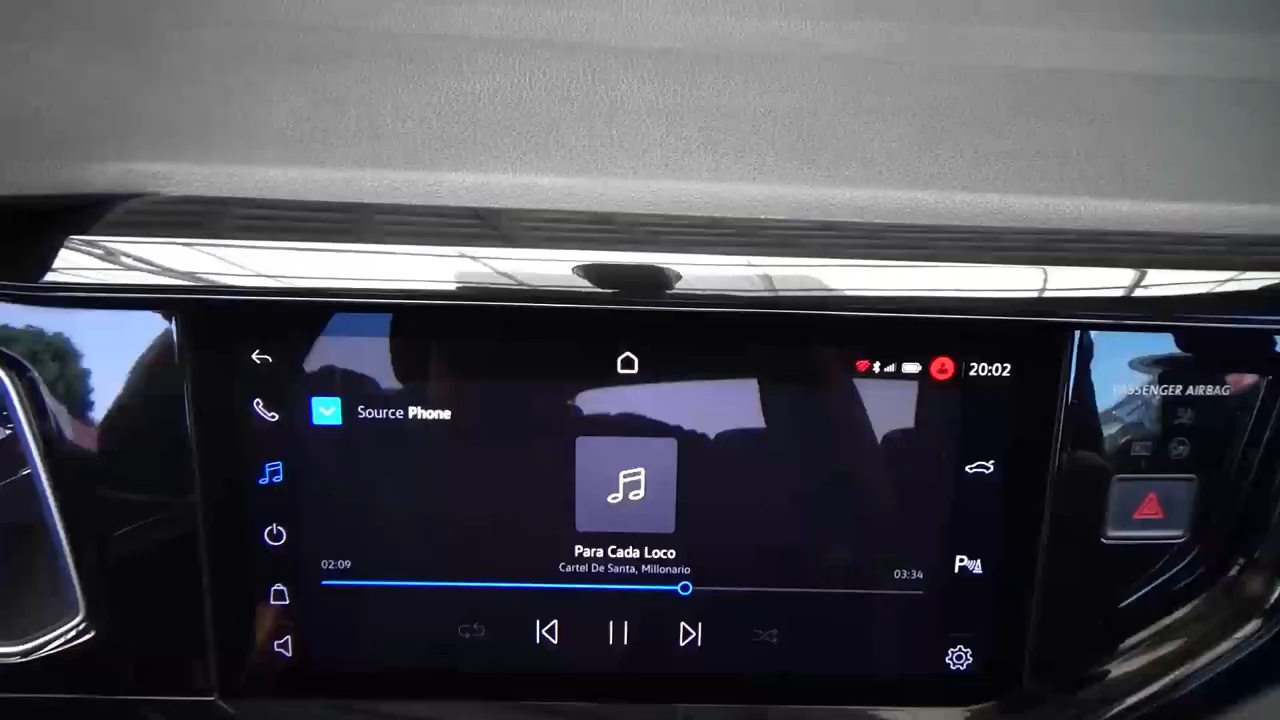 20:02
PASSENGER AIRBAG
Source Phone
Para Cada Loco
Cartel De Santa, Millonario
02:09
03:34
P